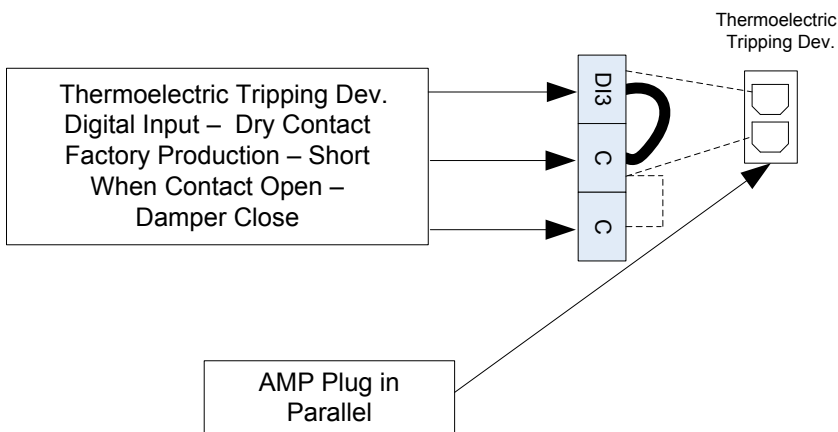 Thermoelectric
Tripping Dev.
Thermoelectric Tripping Dev.
Digital Input – Dry Contact
Factory Production – Short
When Contact Open –
Damper Close
DI3
C
C
AMP Plug in
Parallel